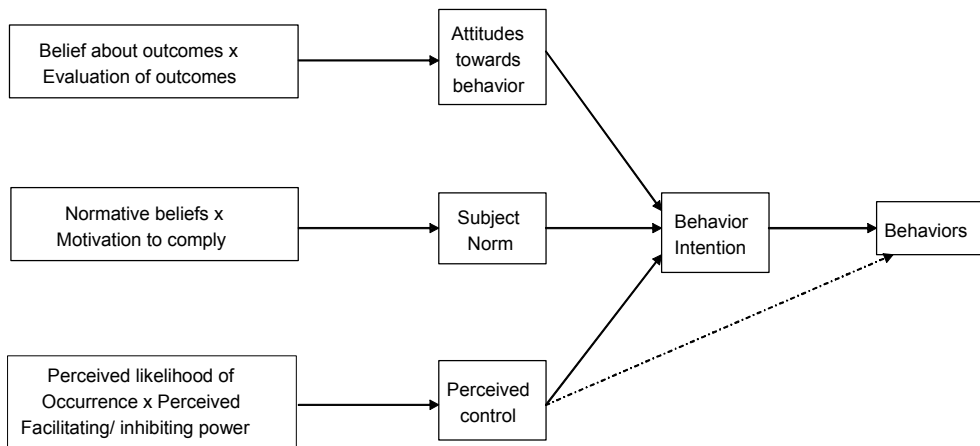 Belief about outcomes x
Evaluation of outcomes
Attitudes
towards
behavior
Normative beliefs x
Motivation to comply
Subject
Norm
Behavior
Intention
Behaviors
Perceived likelihood of
Occurrence x Perceived
Facilitating/ inhibiting power
Perceived
control